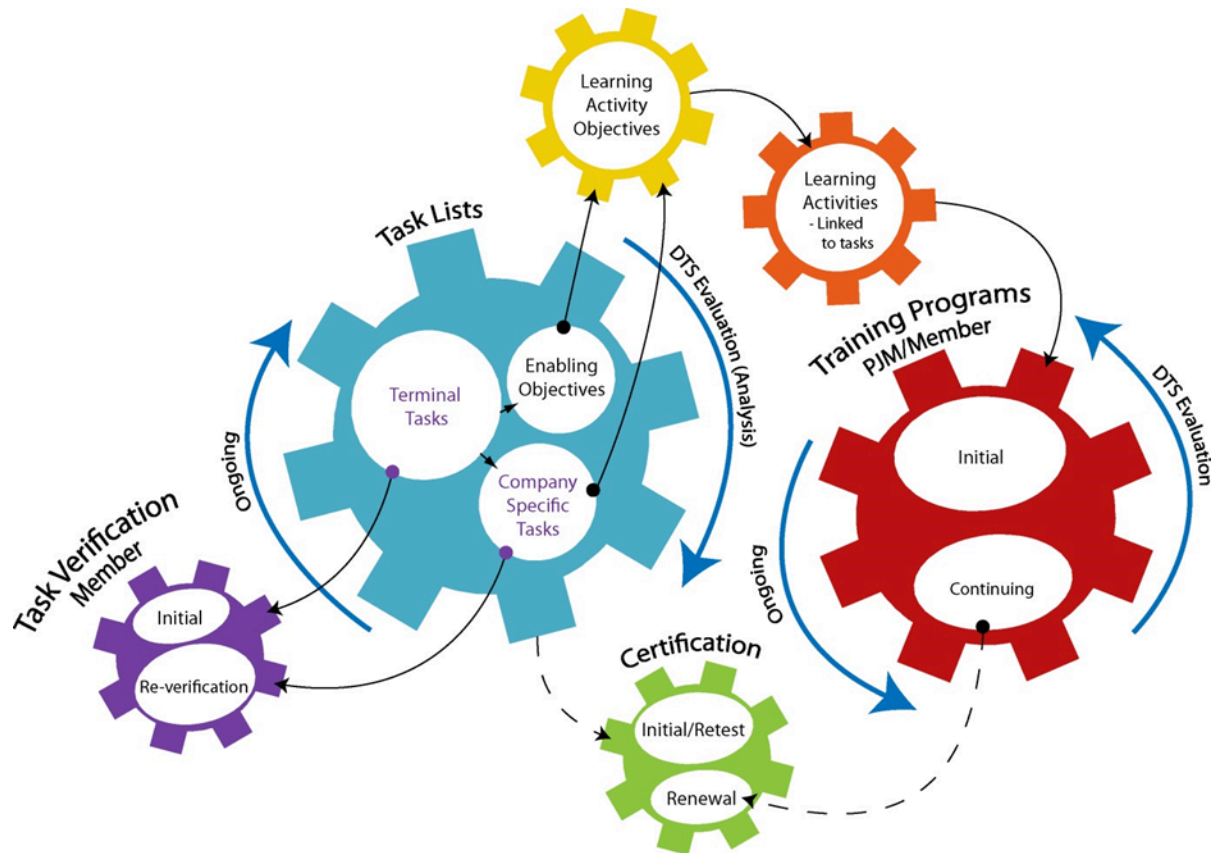 Learning
Activity
Objectives
Learning
Activities
- Linked
to tasks
Task Lists
DTS Evaluation (Analysis)
Ongoing
Terminal
Tasks
Enabling
Objectives
Company
Specific
Tasks
Training Programs
PJM/Member
DTS Evaluation
Ongoing
Initial
Continuing
Task Verification
Member
Initial
Re-verification
Certification
Initial/Retest
Renewal